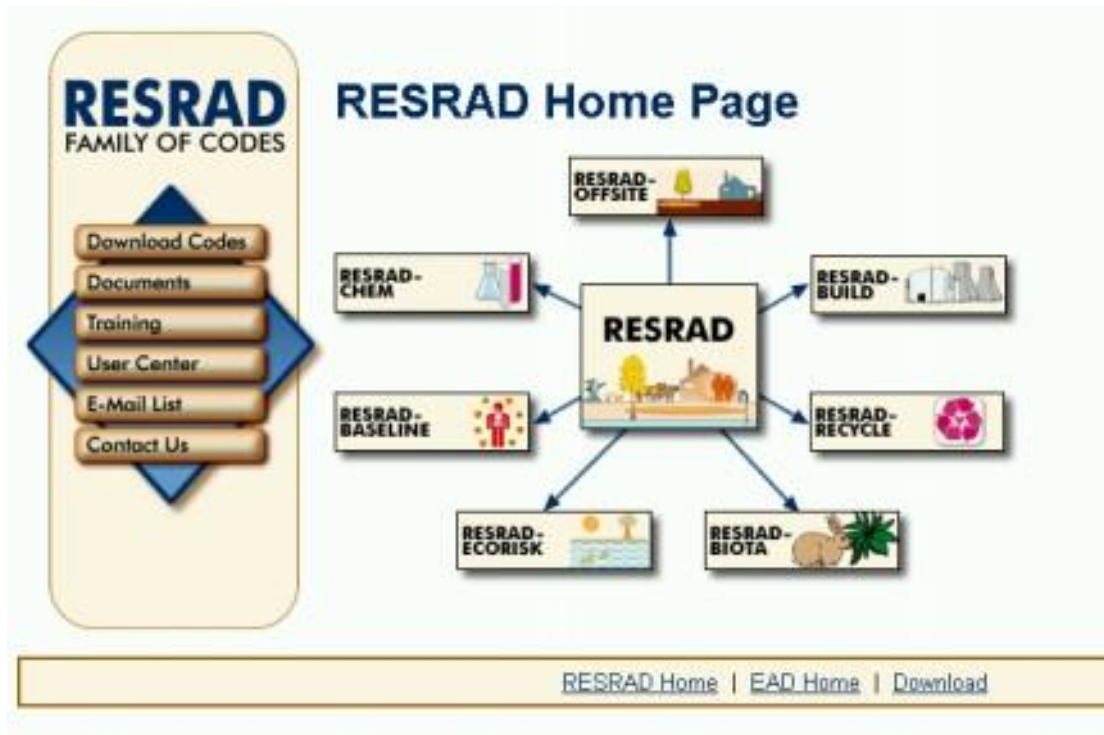 RESRAD
FAMILY OF CODES
Download Codes
Documents
Training
User Center
E-Mail List
Contact Us
RESRAD Home Page
RESRAD-
OFFSITE
RESRAD-
CHEM
RESRAD-
BUILD
RESRAD
RESRAD-
BASELINE
RESRAD-
RECYCLE
RESRAD-
ECORISK
RESRAD-
BIOTA
RESRAD Home | EAD Home | Download